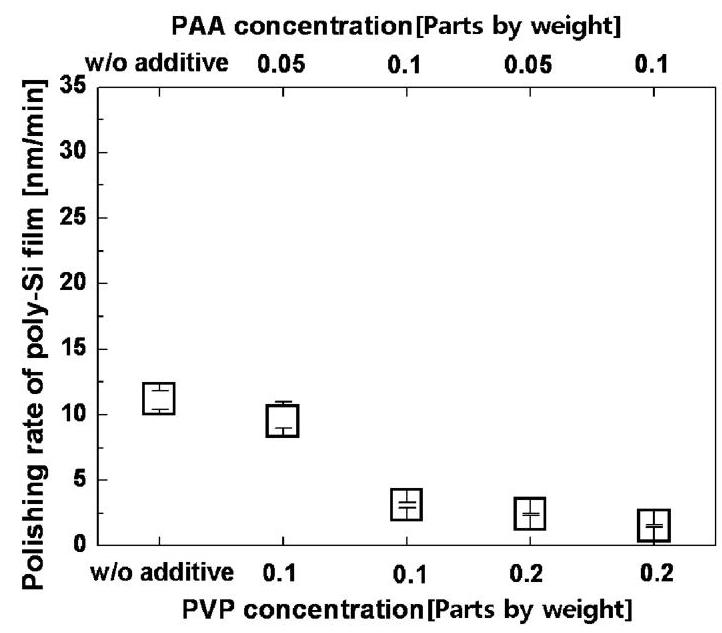 PAA concentration[Parts by weight]
w/o additive 0.05 0.1 0.05 0.1
Polishing rate of poly-Si film [nm/min]
35
30
25
20
15
10
5
0
w/o additive 0.1 0.1 0.2 0.2
PVP concentration[Parts by weight]